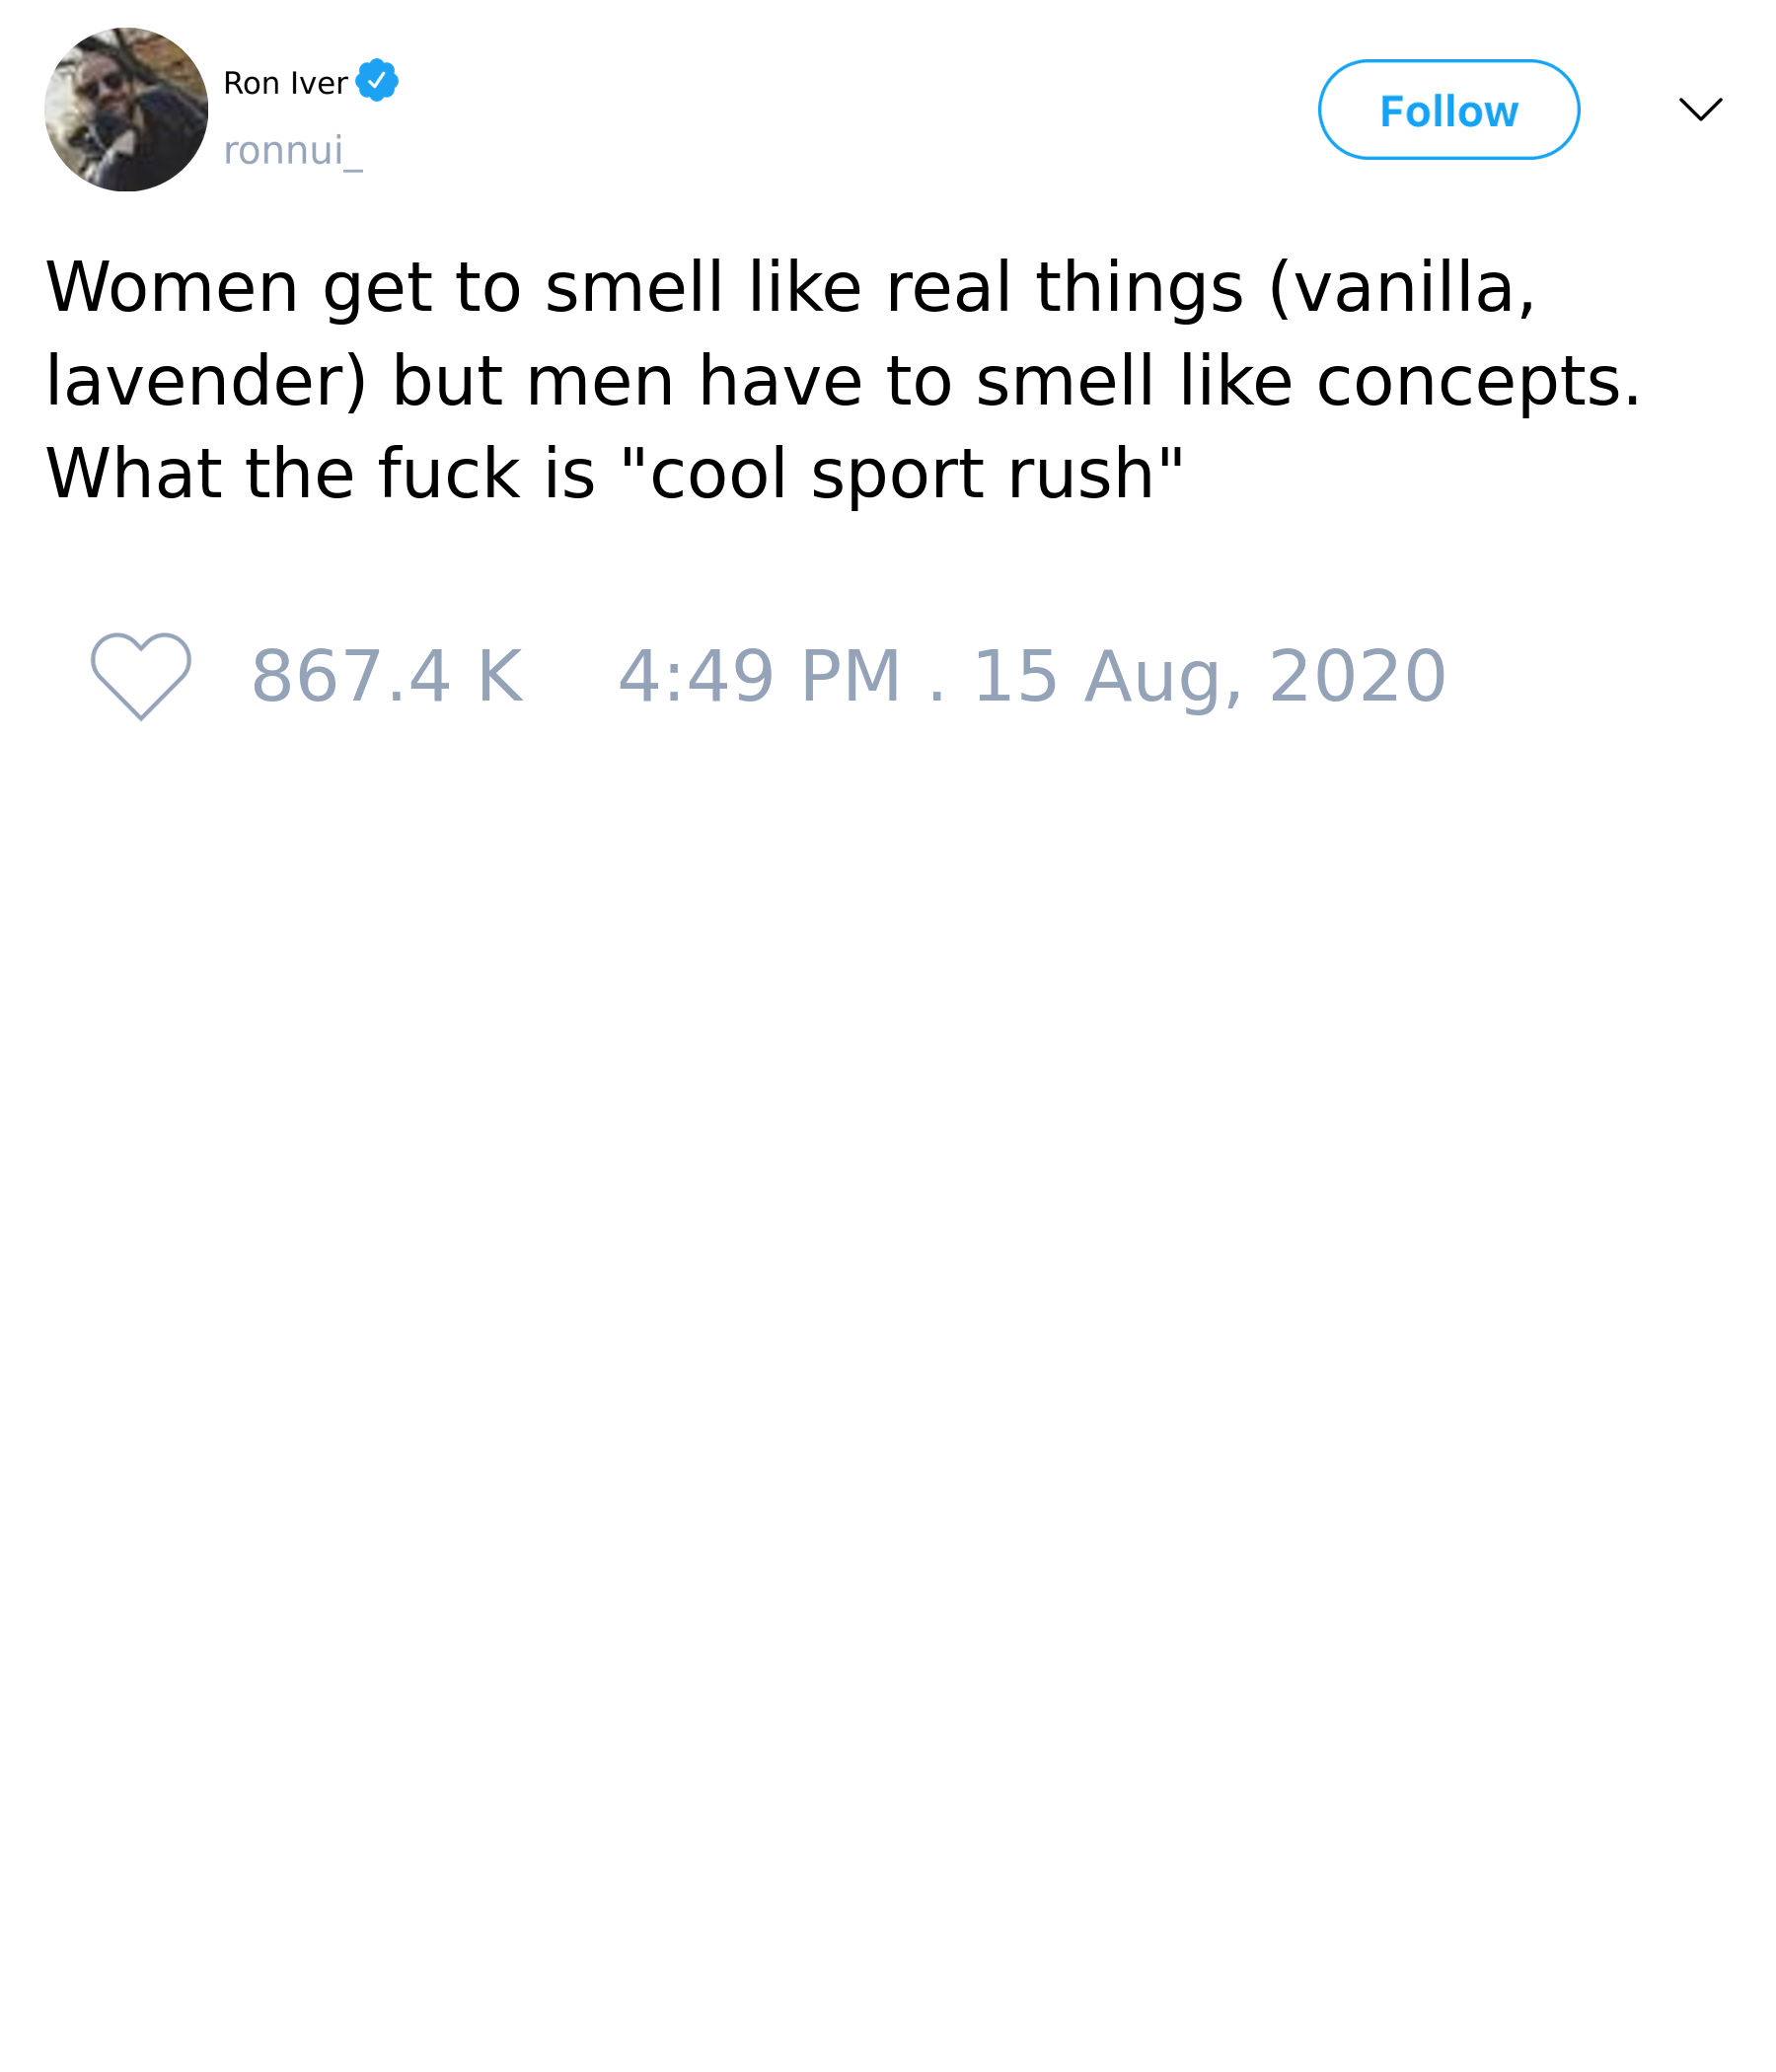 Ron Iver
ronnui_
Follow
Women get to smell like real things (vanilla,
lavender) but men have to smell like concepts.
What the fuck is "cool sport rush"
867.4 K 4:49 PM . 15 Aug, 2020